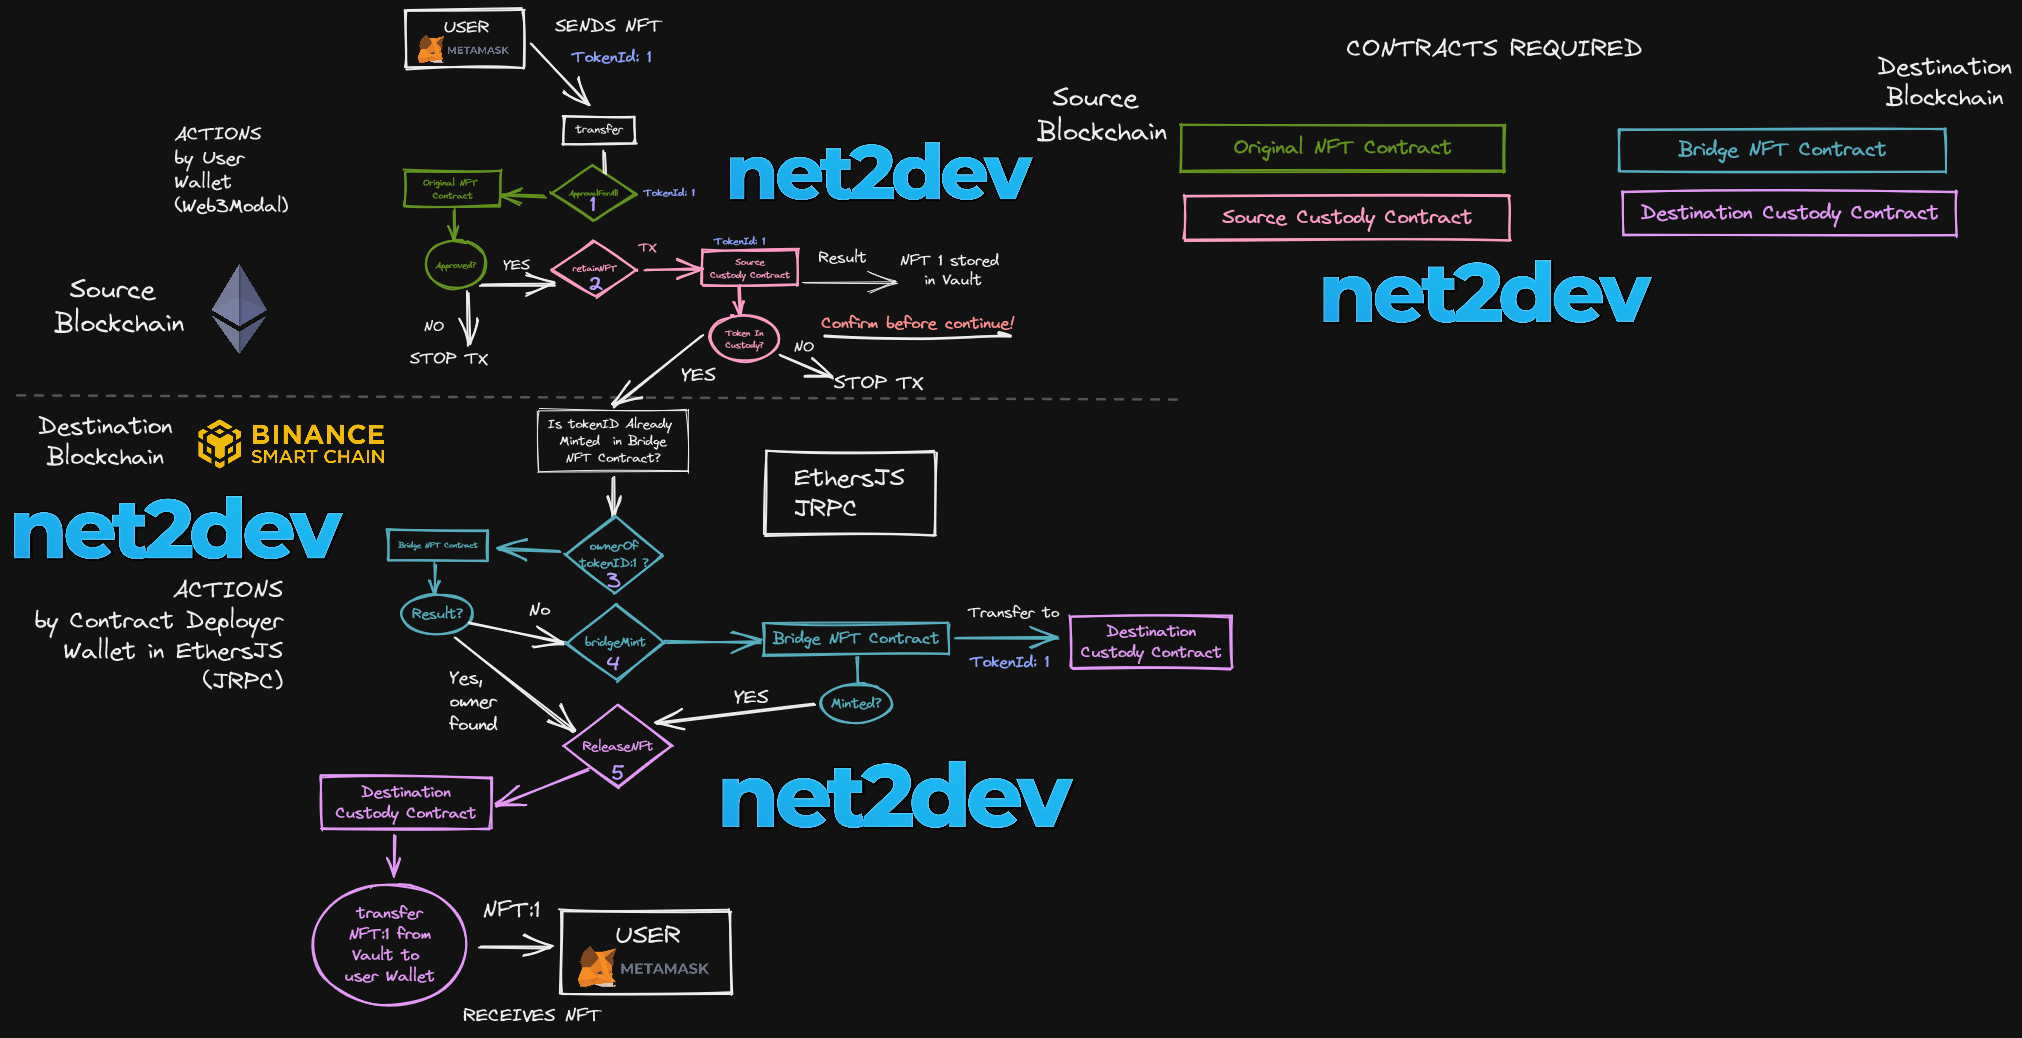 USER
METAMASK
SENDS NFT
TokenId: 1
transfer
ACTIONS
by User
Wallet
(Web3Modal)
Original NFT
Contract
ApprovalForAll
1
TokenId: 1
net2dev
Approved?
YES
NO
STOP TX
retainNFT
2
TX
TokenId: 1
Source
Custody Contract
Result
NFT 1 stored
in Vault
Source
Blockchain
Token In
Custody?
Confirm before continue!
NO
STOP TX
YES
CONTRACTS REQUIRED
Source
Blockchain
Destination
Blockchain
Original NFT Contract
Bridge NFT Contract
Source Custody Contract
Destination Custody Contract
net2dev
Destination
Blockchain
BINANCE
SMART CHAIN
Is tokenID Already
Minted in Bridge
NFT Contract?
EthersJS
JRPC
net2dev
ACTIONS
by Contract Deployer
Wallet in EthersJS
(JRPC)
Bridge NFT Contract
ownerOf
tokenID:1 ?
3
Result?
No
bridgeMint
4
Bridge NFT Contract
Transfer to
TokenId: 1
Destination
Custody Contract
Yes,
owner
found
YES
Minted?
ReleaseNFt
5
net2dev
Destination
Custody Contract
transfer
NFT:1 from
Vault to
user Wallet
NFT:1
USER
METAMASK
RECEIVES NFT